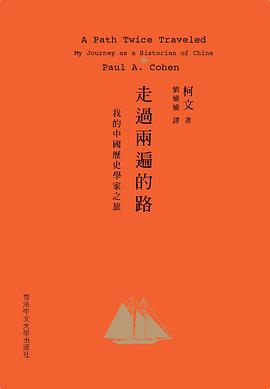 A Path Twice Traveled
My Journey as a Historian of China
Paul A. Cohen
走過兩遍的路
我的中國歷史學家之旅
柯文 著
劉楠楠 譯
香港中文大學出版社